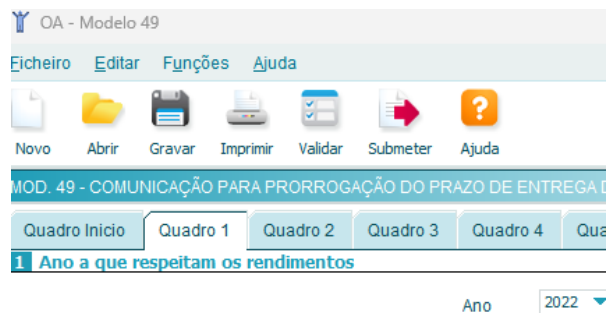 OA - Modelo 49
Ficheiro Editar Funções Ajuda
Novo Abrir Gravar Imprimir Validar Submeter Ajuda
MOD. 49 - COMUNICAÇÃO PARA PRORROGAÇÃO DO PRAZO DE ENTREGA
Quadro Inicio Quadro 1 Quadro 2 Quadro 3 Quadro 4
1 Ano a que respeitam os rendimentos
Ano 2022